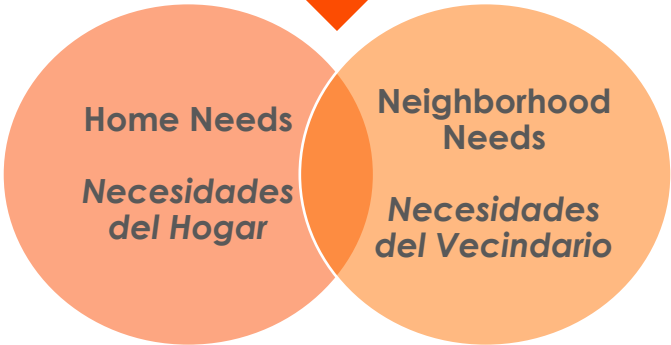 Home Needs
Necesidades
del Hogar
Neighborhood
Needs
Necesidades
del Vecindario